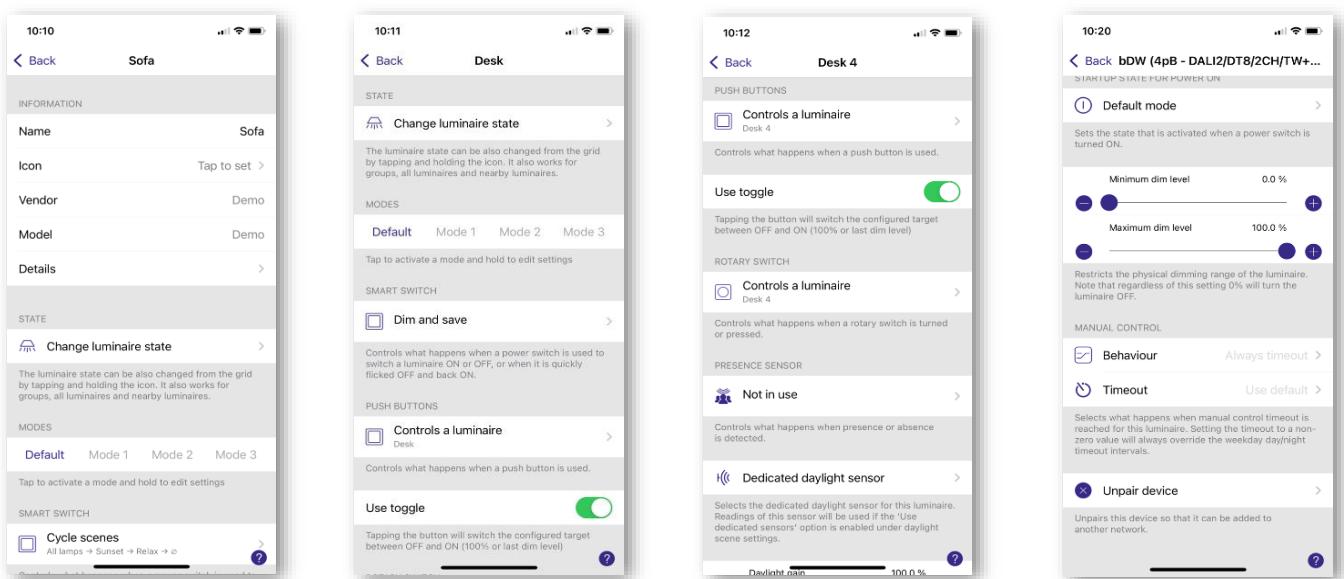 10:10
Back
Sofa
INFORMATION
Name
Sofa
Icon
Tap to set
Vendor
Demo
Model
Demo
Details
STATE
Change luminaire state
The luminaire state can be also changed from the grid
by tapping and holding the icon. It also works for
groups, all luminaires and nearby luminaires.
MODES
Default Mode 1 Mode 2 Mode 3
Tap to activate a mode and hold to edit settings
SMART SWITCH
Cycle scenes
All lamps → Sunset → Relax → ∅
?
10:11
Back
Desk
STATE
Change luminaire state
The luminaire state can be also changed from the grid
by tapping and holding the icon. It also works for
groups, all luminaires and nearby luminaires.
MODES
Default Mode 1 Mode 2 Mode 3
Tap to activate a mode and hold to edit settings
SMART SWITCH
Dim and save
Controls what happens when a power switch is used to
switch a luminaire ON or OFF, or when it is quickly
flicked OFF and back ON.
PUSH BUTTONS
Controls a luminaire
Desk
Controls what happens when a push button is used.
Use toggle
Tapping the button will switch the configured target
between OFF and ON (100% or last dim level)
?
10:12
Back
Desk 4
PUSH BUTTONS
Controls a luminaire
Desk 4
Controls what happens when a push button is used.
Use toggle
Tapping the button will switch the configured target
between OFF and ON (100% or last dim level)
ROTARY SWITCH
Controls a luminaire
Desk 4
Controls what happens when a rotary switch is turned
or pressed.
PRESENCE SENSOR
Not in use
Controls what happens when presence or absence
is detected.
Dedicated daylight sensor
Selects the dedicated daylight sensor for this luminaire.
Readings of this sensor will be used if the 'Use
dedicated sensors' option is enabled under daylight
scene settings.
Daylight gain 100.0 %
?
10:20
Back
bDW (4pB - DALI2/DT8/2CH/TW+...
STARTUP STATE FOR POWER ON
Default mode
Sets the state that is activated when a power switch is
turned ON.
Minimum dim level 0.0 %
Maximum dim level 100.0 %
Restricts the physical dimming range of the luminaire.
Note that regardless of this setting 0% will turn the
luminaire OFF.
MANUAL CONTROL
Behaviour Always timeout
Timeout Use default
Selects what happens when manual control timeout is
reached for this luminaire. Setting the timeout to a non-
zero value will always override the weekday day/night
timeout intervals.
Unpair device
Unpairs this device so that it can be added to
another network.
?